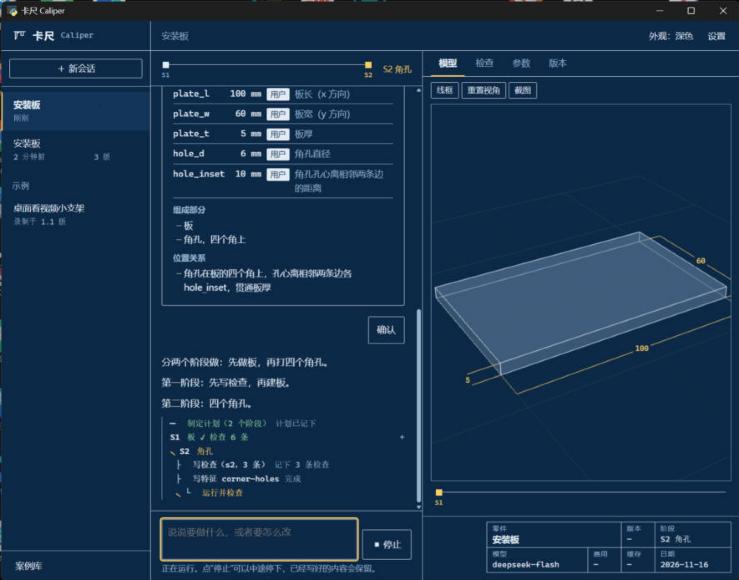 卡尺 Caliper
卡尺 Caliper
安装板
外观：深色 设置
+ 新会话
安装板
刚刚
安装板
2 分钟前 3 版
示例
桌面看视频小支架
录制于 1.1 版
案例库
S1 S2
S2 角孔
plate_l 100 mm 用户 板长（x 方向）
plate_w 60 mm 用户 板宽（y 方向）
plate_t 5 mm 用户 板厚
hole_d 6 mm 用户 角孔直径
hole_inset 10 mm 用户 角孔孔心离相邻两条边
的距离
组成部分
– 板
– 角孔，四个角上
位置关系
– 角孔在板的四个角上，孔心离相邻两条边各
hole_inset，贯通板厚
确认
分两个阶段做：先做板，再打四个角孔。
第一阶段：先写检查，再建板。
第二阶段：四个角孔。
— 制定计划（2 个阶段） 计划已记下
S1 板 ✓ 检查 6 条 +
S2 角孔
├ 写检查（s2，3 条） 记下 3 条检查
├ 写特征 corner-holes 完成
└ 运行并检查
说说要做什么，或者要怎么改
■ 停止
正在运行。点“停止”可以中途停下，已经写好的内容会保留。
模型 检查 参数 版本
线框 重置视角 截图
60
100
5
S1
零件 版本 阶段
安装板 – S2 角孔
模型 费用 缓存 日期
deepseek-flash – – 2026-11-16